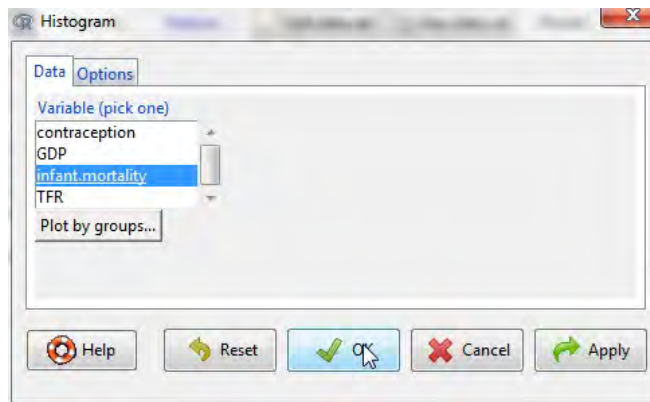 Histogram
Data Options
Variable (pick one)
contraception
GDP
infant.mortality
TFR
Plot by groups...
Help Reset OK Cancel Apply